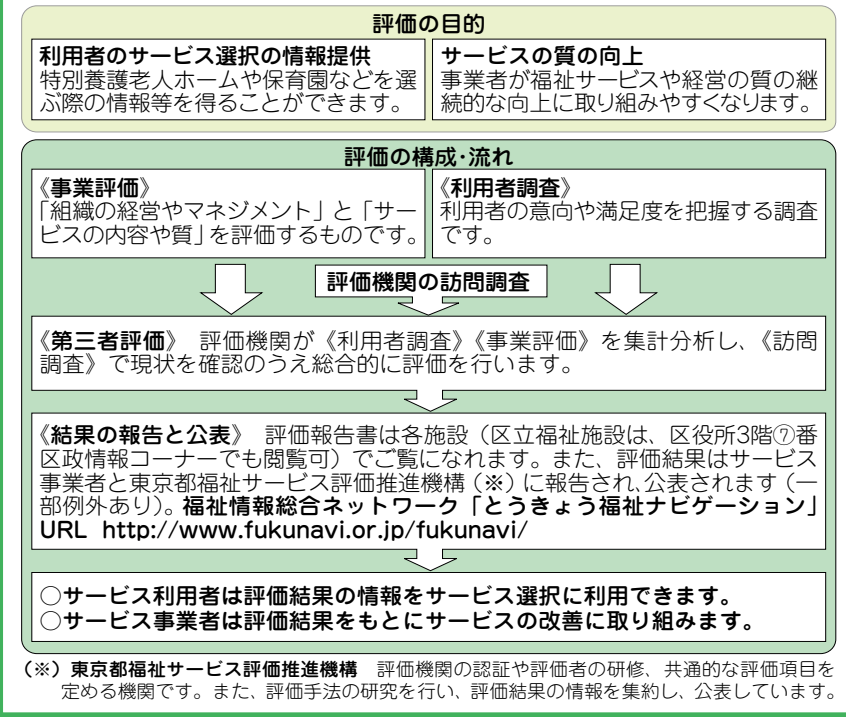 評価の目的
利用者のサービス選択の情報提供
特別養護老人ホームや保育園などを選
ぶ際の情報等を得ることができます。
サービスの質の向上
事業者が福祉サービスや経営の質の継
続的な向上に取り組みやすくなります。
評価の構成・流れ
《事業評価》
「組織の経営やマネジメント」と「サー
ビスの内容や質」を評価するものです。
《利用者調査》
利用者の意向や満足度を把握する調査
です。
評価機関の訪問調査
《第三者評価》 評価機関が《利用者調査》《事業評価》を集計分析し、《訪問
調査》で現状を確認のうえ総合的に評価を行います。
《結果の報告と公表》 評価報告書は各施設（区立福祉施設は、区役所3階⑦番
区政情報コーナーでも閲覧可）でご覧になれます。また、評価結果はサービス
事業者と東京都福祉サービス評価推進機構（※）に報告され、公表されます（一
部例外あり）。福祉情報総合ネットワーク「とうきょう福祉ナビゲーション」
URL http://www.fukunavi.or.jp/fukunavi/
○サービス利用者は評価結果の情報をサービス選択に利用できます。
○サービス事業者は評価結果をもとにサービスの改善に取り組みます。
（※）東京都福祉サービス評価推進機構 評価機関の認証や評価者の研修、共通的な評価項目を
定める機関です。また、評価手法の研究を行い、評価結果の情報を集約し、公表しています。